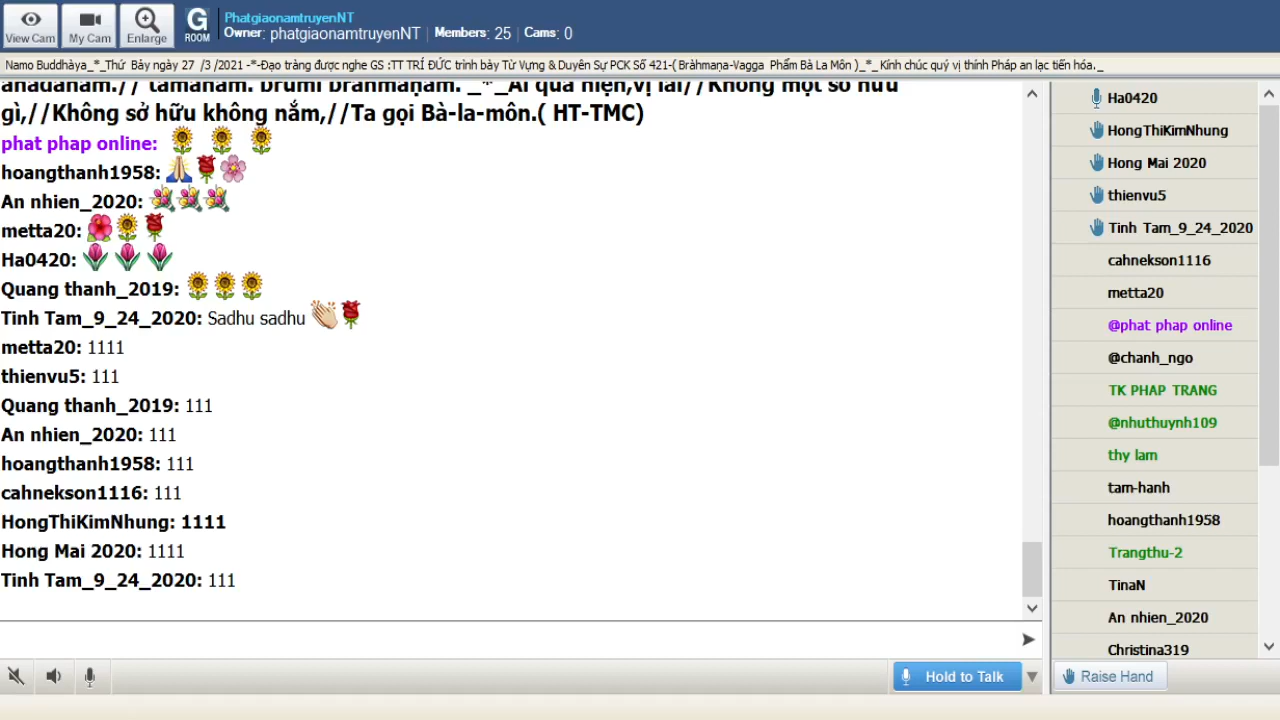 View Cam
My Cam
Enlarge
G
ROOM
PhatgiaonamtruyenNT
Owner: phatgiaonamtruyenNT | Members: 25 | Cams: 0
Namo Buddhàya_*_Thứ Bảy ngày 27 /3 /2021 -*-Đạo tràng được nghe GS :TT TRÍ ĐỨC trình bày Từ Vựng & Duyên Sự PCK Số 421-( Bràhmaṇa-Vagga Phẩm Bà La Môn )_*_ Kính chúc quý vị thính Pháp an lạc tiến hóa._
anādānaṃ.// tamahaṃ. brūmi brāhmaṇaṃ. _*_Ai quá hiện,vị lai//Không một sở hữu
gì,//Không sở hữu không nắm,//Ta gọi Bà-la-môn.( HT-TMC)
phat phap online:
hoangthanh1958:
An nhien_2020:
metta20:
Ha0420:
Quang thanh_2019:
Tinh Tam_9_24_2020: Sadhu sadhu
metta20: 1111
thienvu5: 111
Quang thanh_2019: 111
An nhien_2020: 111
hoangthanh1958: 111
cahnekson1116: 111
HongThiKimNhung: 1111
Hong Mai 2020: 1111
Tinh Tam_9_24_2020: 111
Hold to Talk
Ha0420
HongThiKimNhung
Hong Mai 2020
thienvu5
Tinh Tam_9_24_2020
cahnekson1116
metta20
@phat phap online
@chanh_ngo
TK PHAP TRANG
@nhuthuynh109
thy lam
tam-hanh
hoangthanh1958
Trangthu-2
TinaN
An nhien_2020
Christina319
Raise Hand